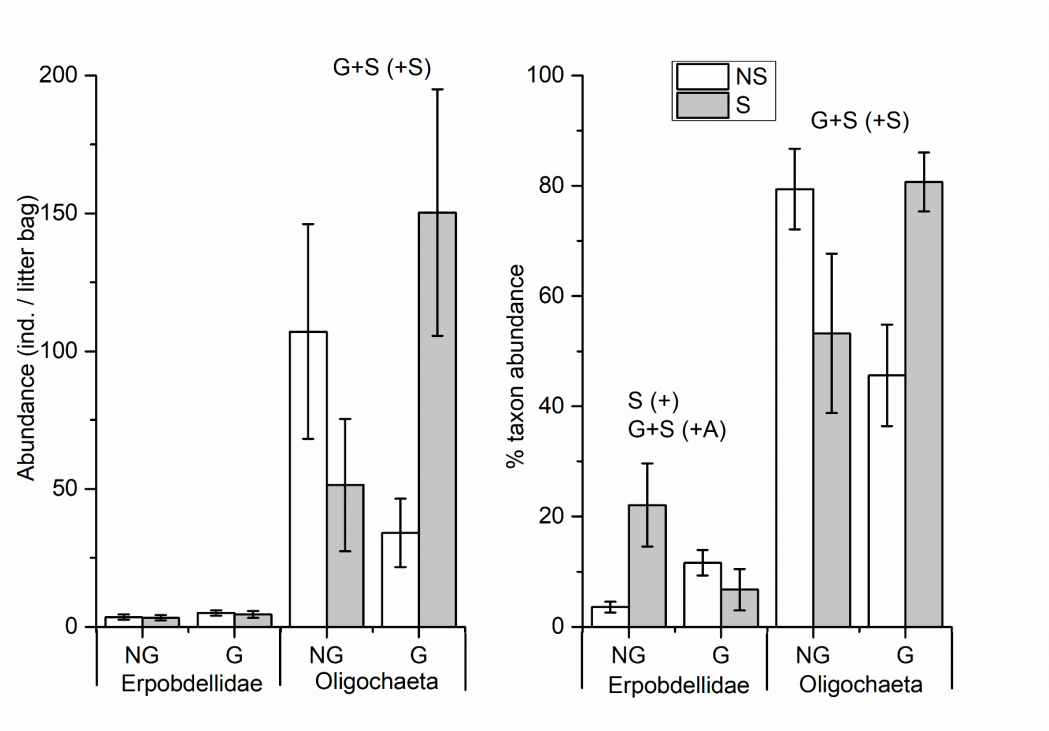 G+S (+S)
200
150
100
50
0
Abundance (ind. / litter bag)
NG
G
NG
G
Erpobdellidae
Oligochaeta
NS
S
G+S (+S)
S (+)
G+S (+A)
100
80
60
40
20
0
% taxon abundance
NG
G
NG
G
Erpobdellidae
Oligochaeta